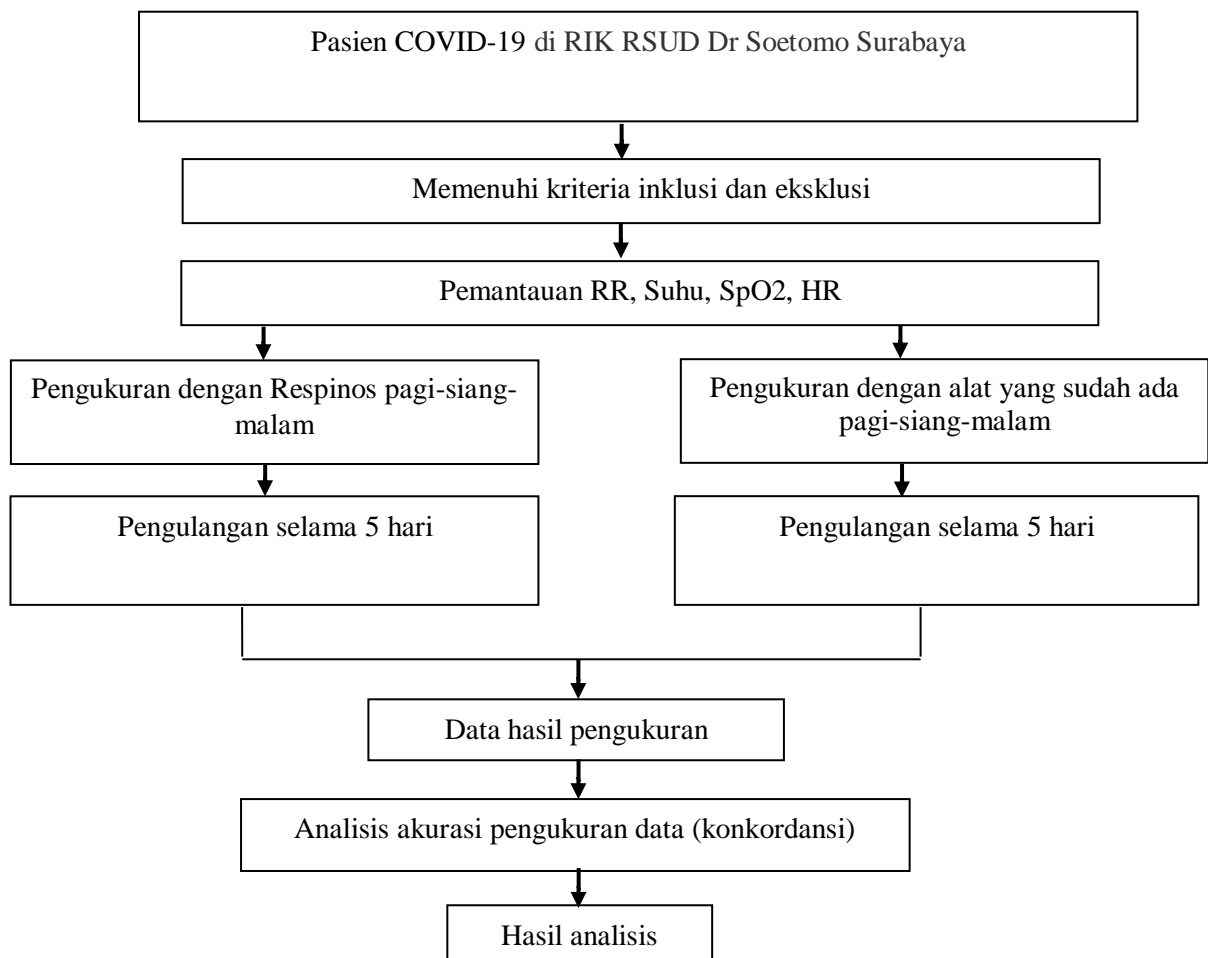 Pasien COVID-19 di RIK RSUD Dr Soetomo Surabaya
Memenuhi kriteria inklusi dan eksklusi
Pemantauan RR, Suhu, SpO2, HR
Pengukuran dengan Respinos pagi-siang-
malam
Pengukuran dengan alat yang sudah ada
pagi-siang-malam
Pengulangan selama 5 hari
Pengulangan selama 5 hari
Data hasil pengukuran
Analisis akurasi pengukuran data (konkordansi)
Hasil analisis